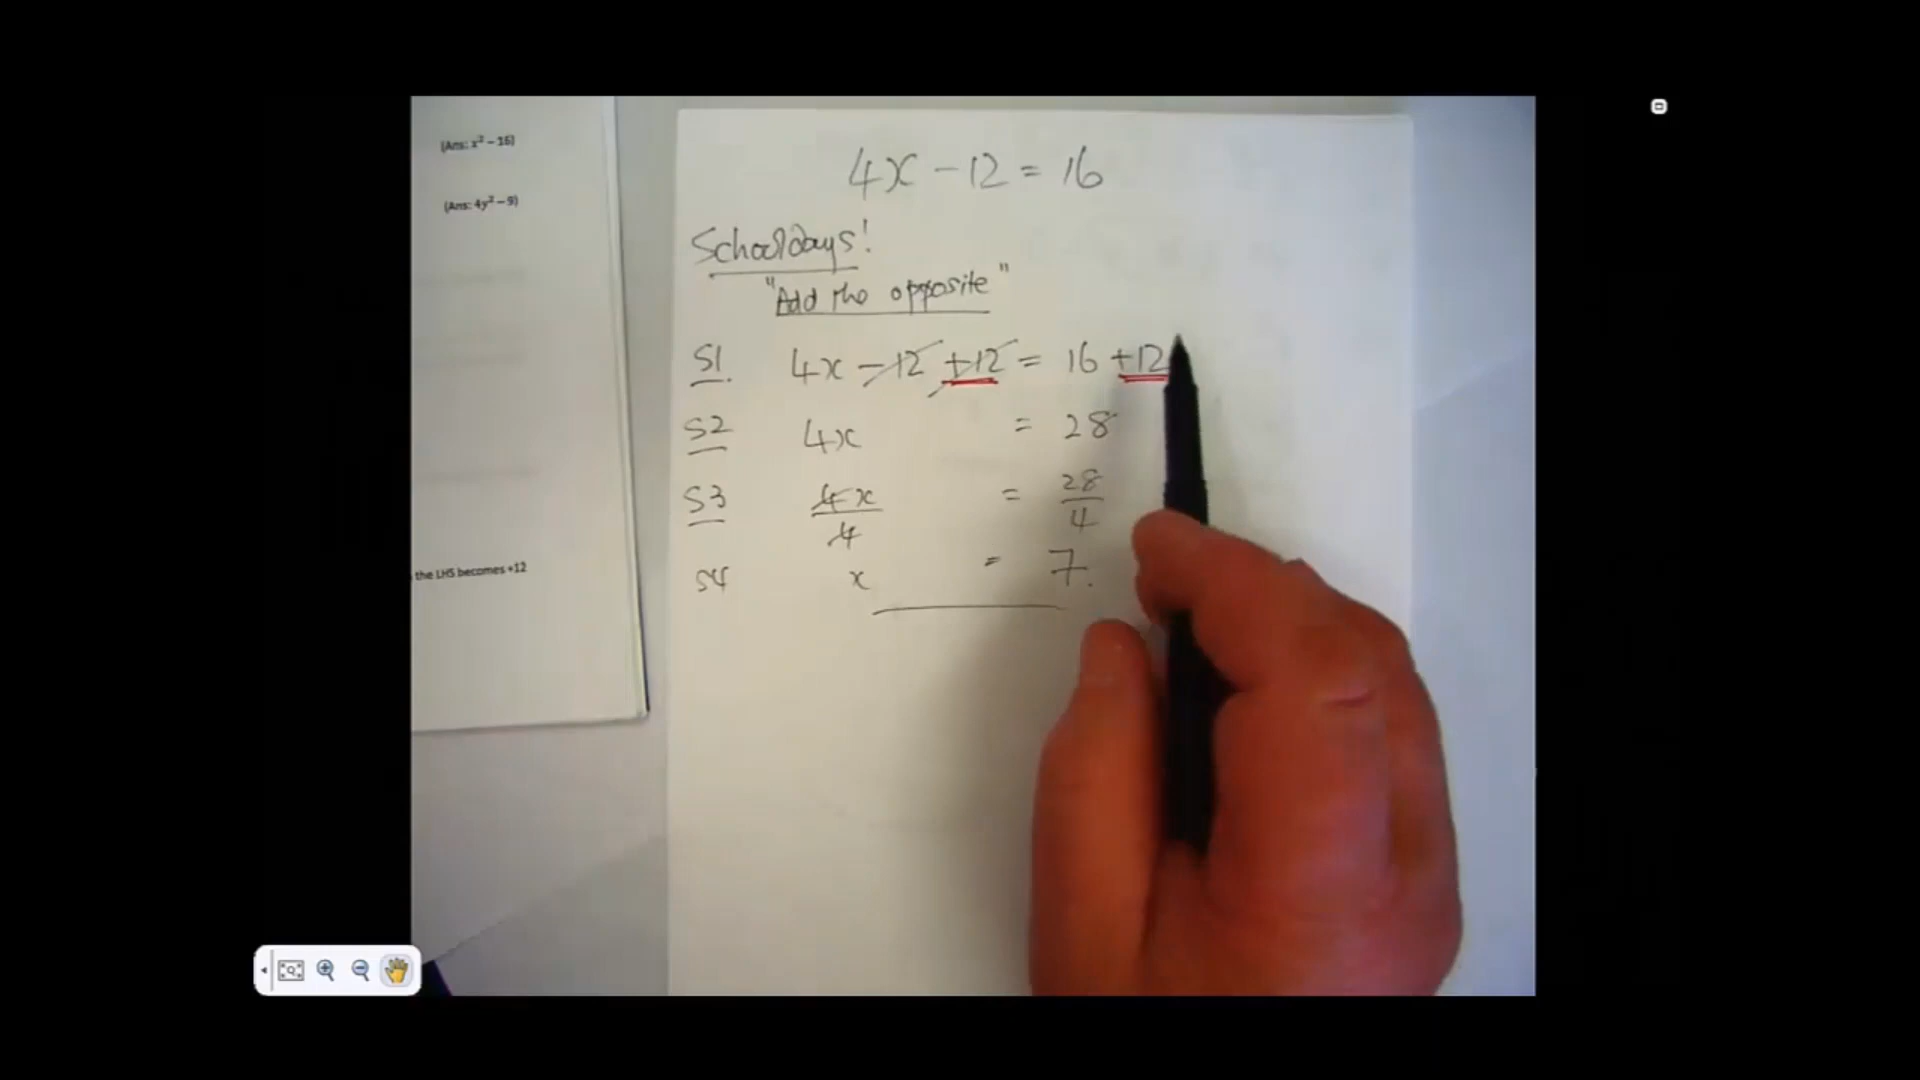 (Ans: x² – 16)
(Ans: 4y² – 9)
the LHS becomes +12
4x - 12 = 16
Schooldays!
"Add the opposite"
S1. 4x - 12 + 12 = 16 + 12
S2 4x = 28
S3 4x/4 = 28/4
S4 x = 7.